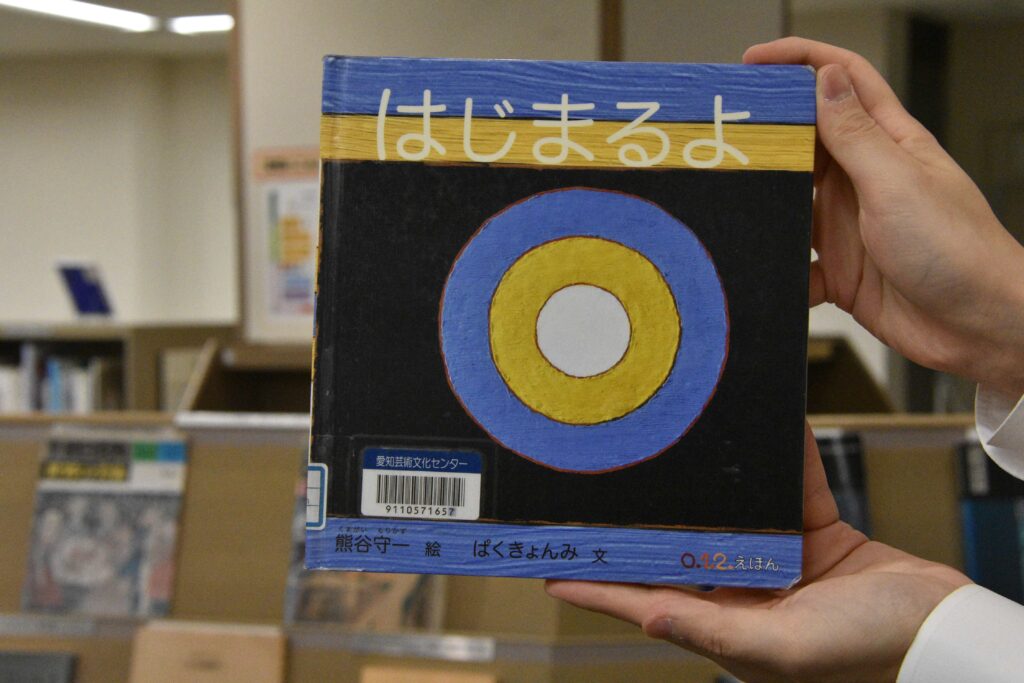 はじまるよ
愛知芸術文化センター
9110571657
くまがい もりかず
熊谷守一 絵 ぱくきょんみ 文
0.1.2.えほん